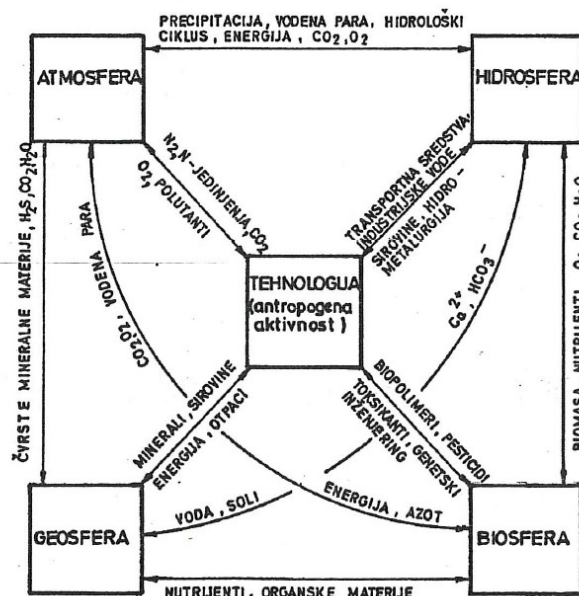 PRECIPITACIJA, VODENA PARA, HIDROLOŠKI
CIKLUS, ENERGIJA, CO2, O2
ATMOSFERA
HIDROSFERA
N2, N-JEDINJENJA, CO2
O2, POLUTANTI
TRANSPORTNA SREDSTVA,
INDUSTRIJSKE VODE
SIROVINE, HIDRO-
METALURGIJA
ČVRSTE MINERALNE MATERIJE, H2S, CO2, H2O
CO2, O2, VODENA PARA
TEHNOLOGIJA
(antropogena
aktivnost)
Ca 2+, HCO3 -
BIOMASA, NUTRIJENTI, O2, CO2, H2O
MINERALI, SIROVINE
ENERGIJA, OTPACI
BIOPOLIMERI, PESTICIDI
TOKSIKANTI, GENETSKI
INŽENJERING
VODA, SOLI
ENERGIJA, AZOT
GEOSFERA
BIOSFERA
NUTRIJENTI, ORGANSKE MATERIJE